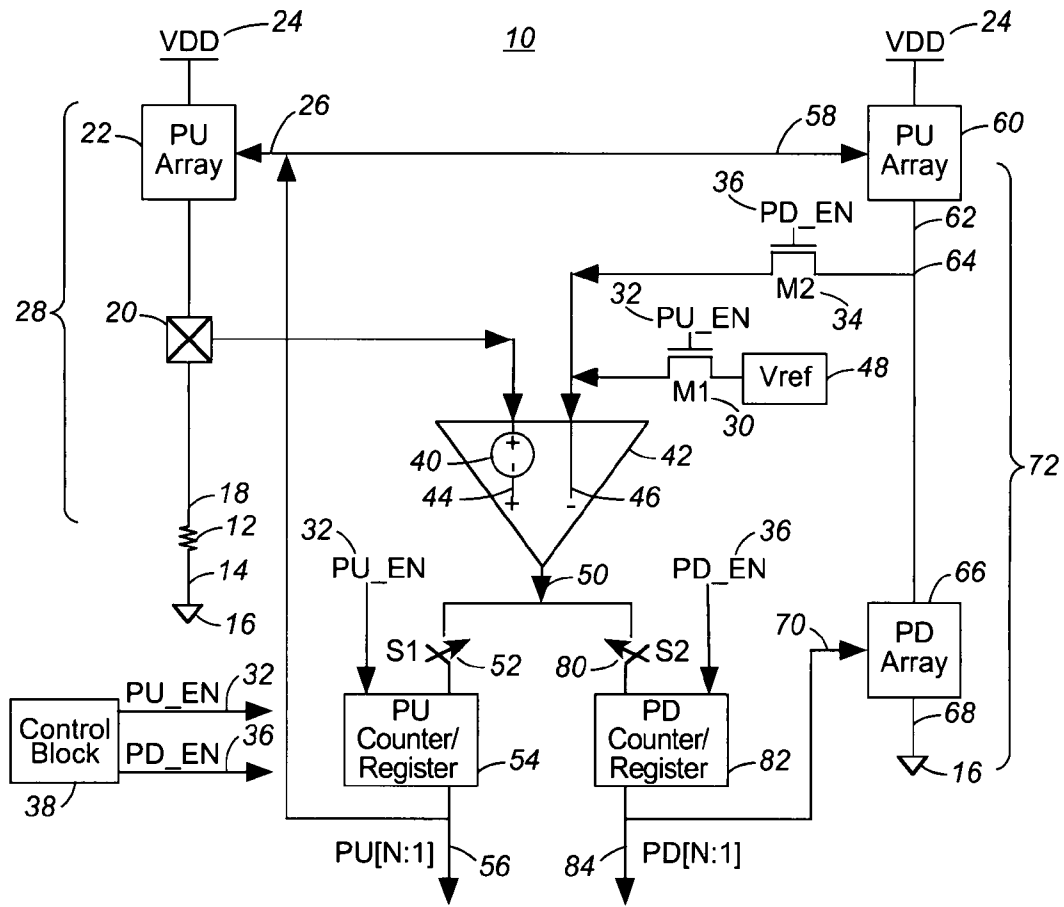 24
VDD
10
24
VDD
22
PU
Array
26
58
PU
Array
60
36
PD_EN
62
64
M2
34
28
20
32
PU_EN
M1
30
Vref
48
40
+
-
44
+
46
-
42
72
18
12
14
16
32
PU_EN
50
36
PD_EN
S1
52
80
S2
66
70
PD
Array
68
16
Control
Block
38
PU_EN
32
PD_EN
36
PU
Counter/
Register
54
PD
Counter/
Register
82
PU[N:1]
56
84
PD[N:1]